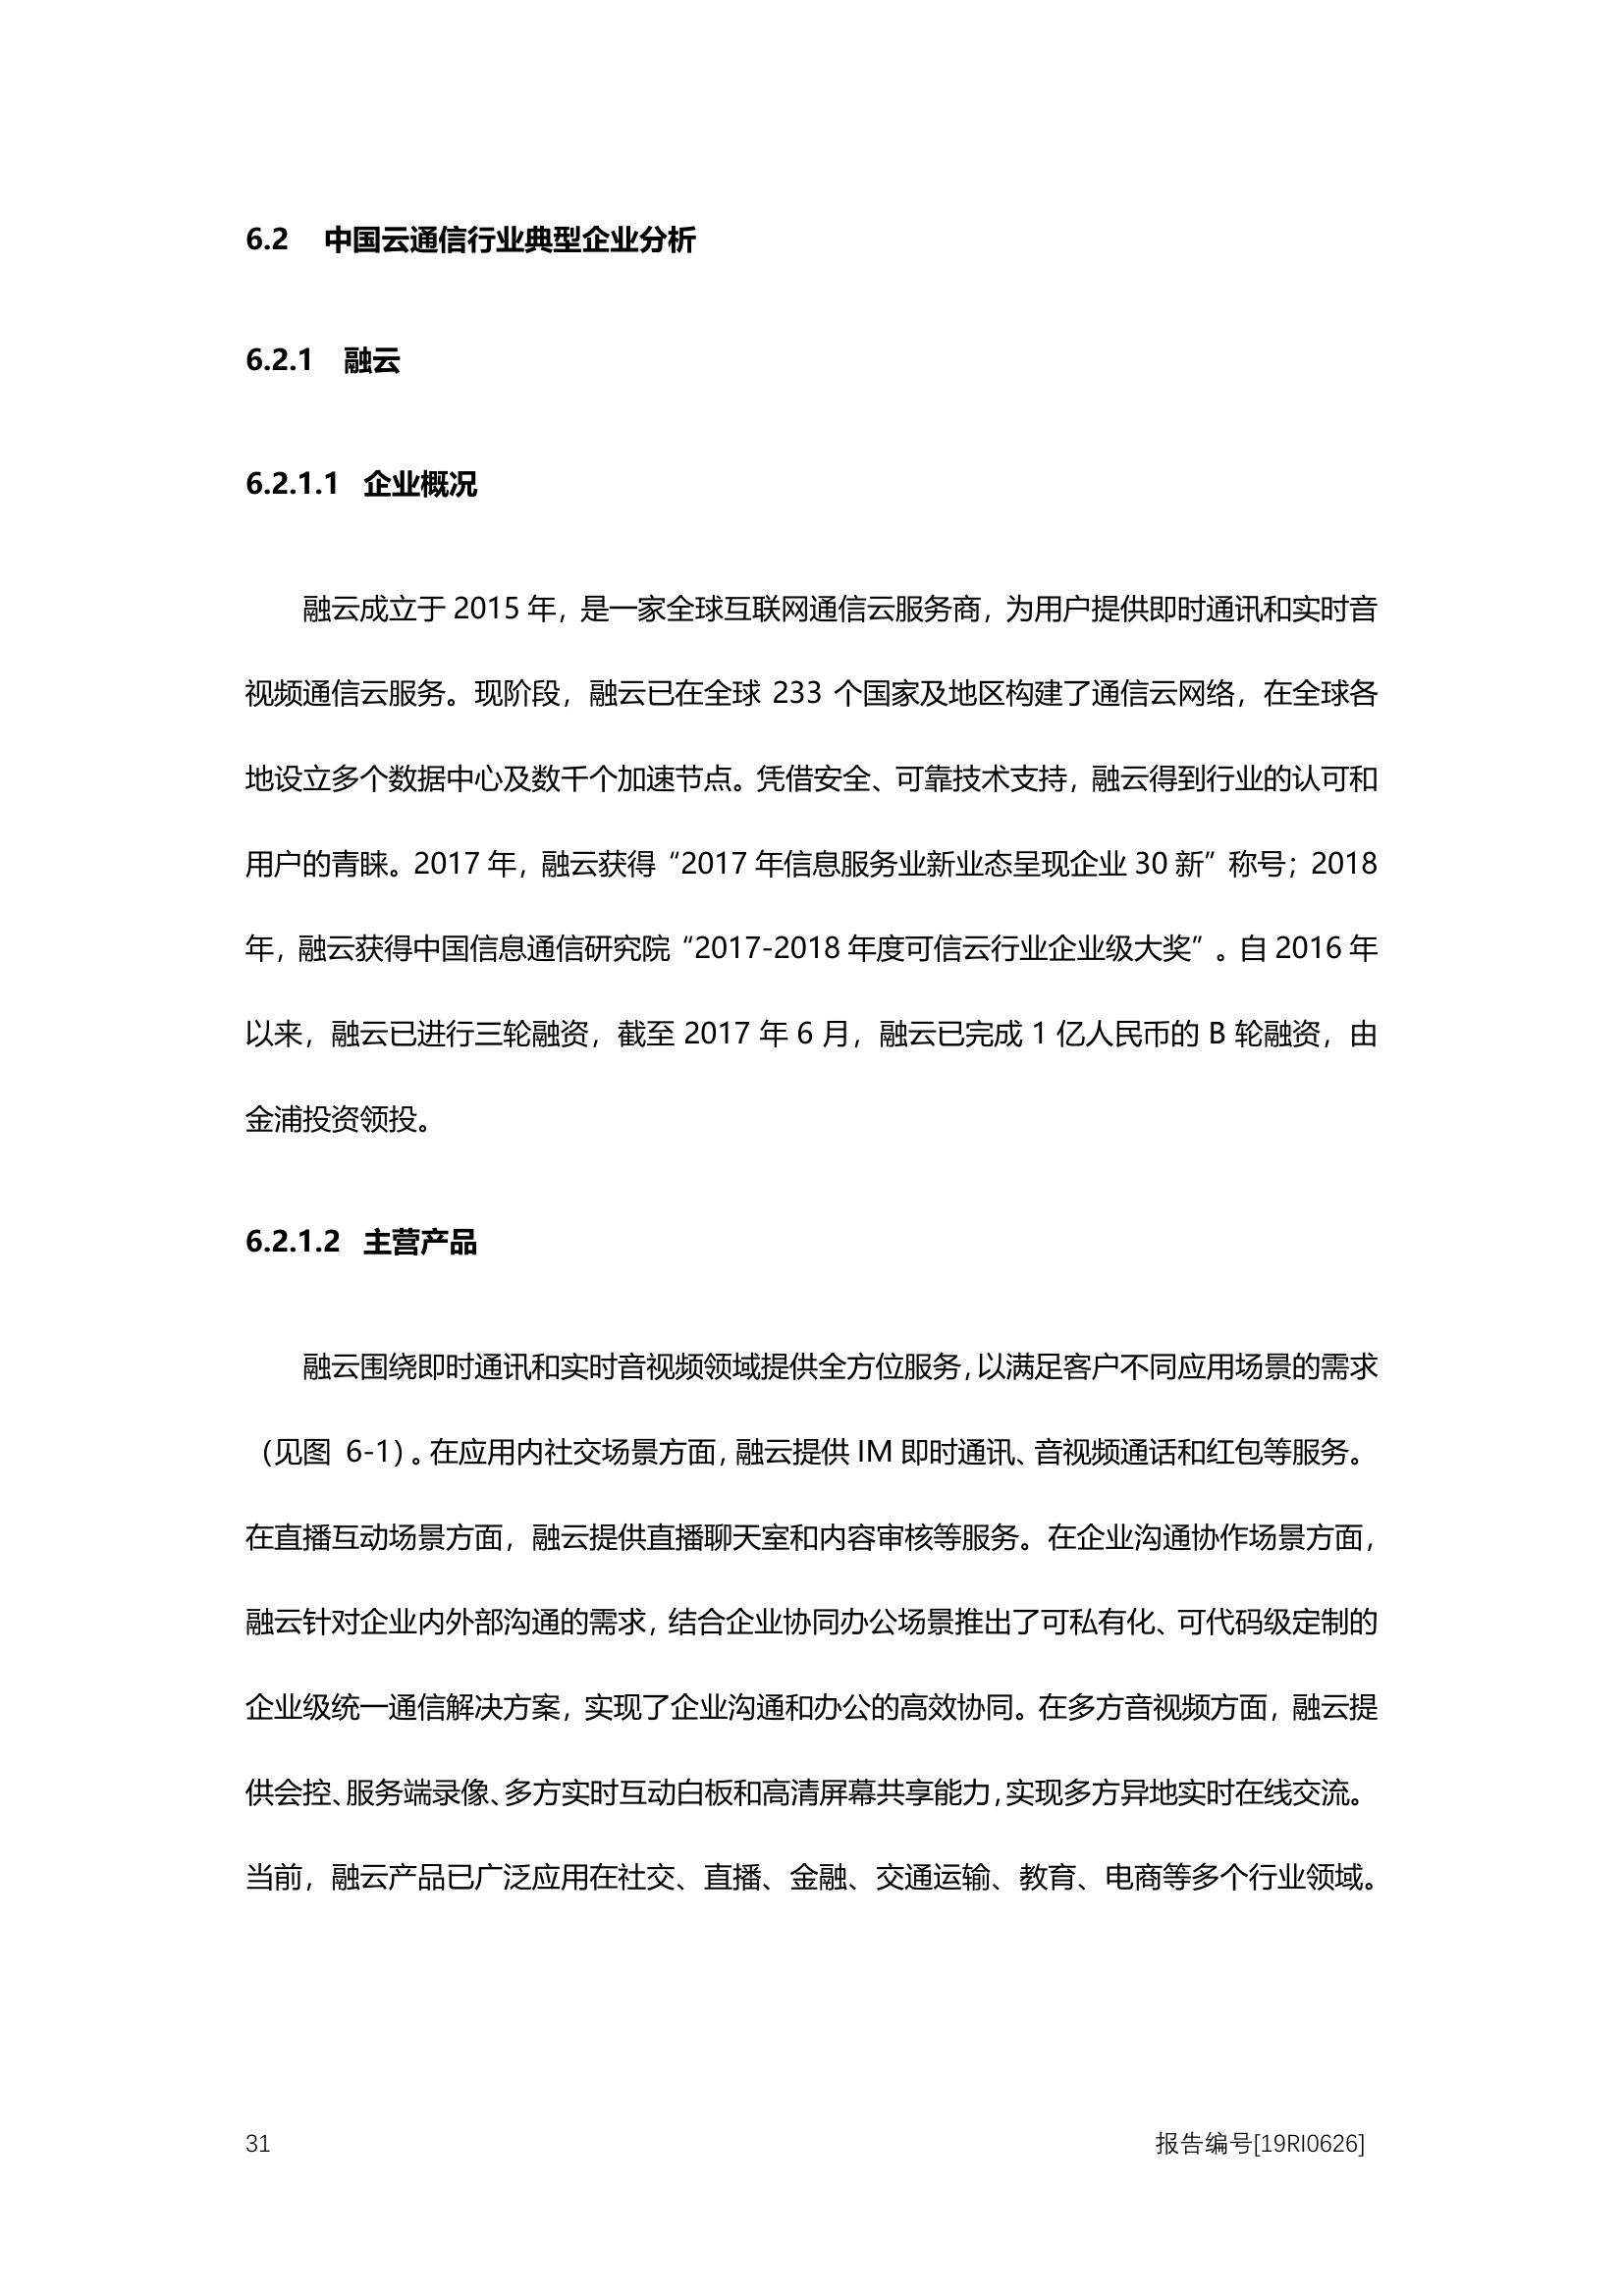 6.2 中国云通信行业典型企业分析
6.2.1 融云
6.2.1.1 企业概况
融云成立于 2015 年，是一家全球互联网通信云服务商，为用户提供即时通讯和实时音
视频通信云服务。现阶段，融云已在全球 233 个国家及地区构建了通信云网络，在全球各
地设立多个数据中心及数千个加速节点。凭借安全、可靠技术支持，融云得到行业的认可和
用户的青睐。2017 年，融云获得“2017 年信息服务业新业态呈现企业 30 新”称号；2018
年，融云获得中国信息通信研究院“2017-2018 年度可信云行业企业级大奖”。自 2016 年
以来，融云已进行三轮融资，截至 2017 年 6 月，融云已完成 1 亿人民币的 B 轮融资，由
金浦投资领投。
6.2.1.2 主营产品
融云围绕即时通讯和实时音视频领域提供全方位服务，以满足客户不同应用场景的需求
（见图 6-1）。在应用内社交场景方面，融云提供 IM 即时通讯、音视频通话和红包等服务。
在直播互动场景方面，融云提供直播聊天室和内容审核等服务。在企业沟通协作场景方面，
融云针对企业内外部沟通的需求，结合企业协同办公场景推出了可私有化、可代码级定制的
企业级统一通信解决方案，实现了企业沟通和办公的高效协同。在多方音视频方面，融云提
供会控、服务端录像、多方实时互动白板和高清屏幕共享能力，实现多方异地实时在线交流。
当前，融云产品已广泛应用在社交、直播、金融、交通运输、教育、电商等多个行业领域。
31 报告编号[19RI0626]